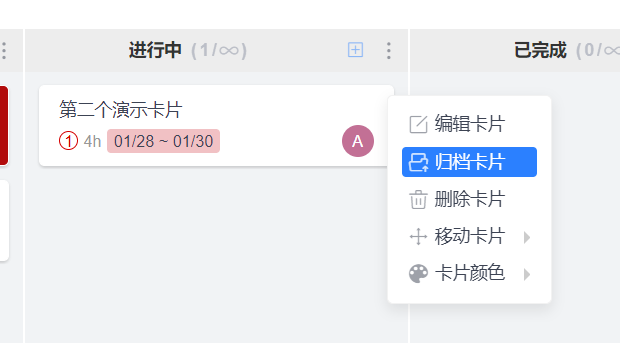 进行中 (1/∞)
已完成 (0/∞
第二个演示卡片
① 4h 01/28 ~ 01/30
A
编辑卡片
归档卡片
删除卡片
移动卡片
卡片颜色